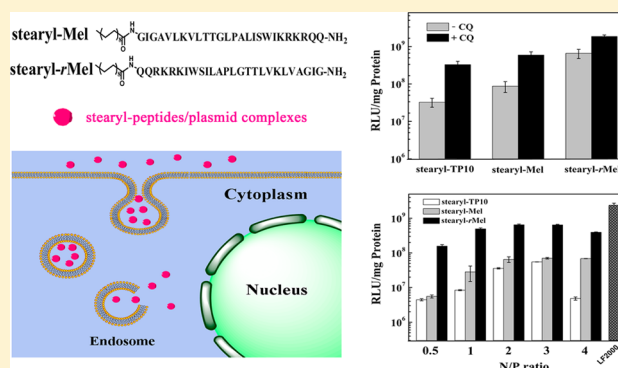 stearyl-Mel
O
H
N
GIGAVLKVLTTGLPALISWIKRKRQQ-NH2
stearyl-rMel
O
H
N
QQRKRKIWSILAPLGTTLVKLVAGIG-NH2
stearyl-peptides/plasmid complexes
Cytoplasm
Nucleus
Endosome
- CQ
+ CQ
RLU/mg Protein
10^9
10^8
10^7
10^6
stearyl-TP10
stearyl-Mel
stearyl-rMel
stearyl-TP10
stearyl-Mel
stearyl-rMel
RLU/mg Protein
10^9
10^8
10^7
10^6
0.5
1
2
3
4
LF2000
N/P ratio